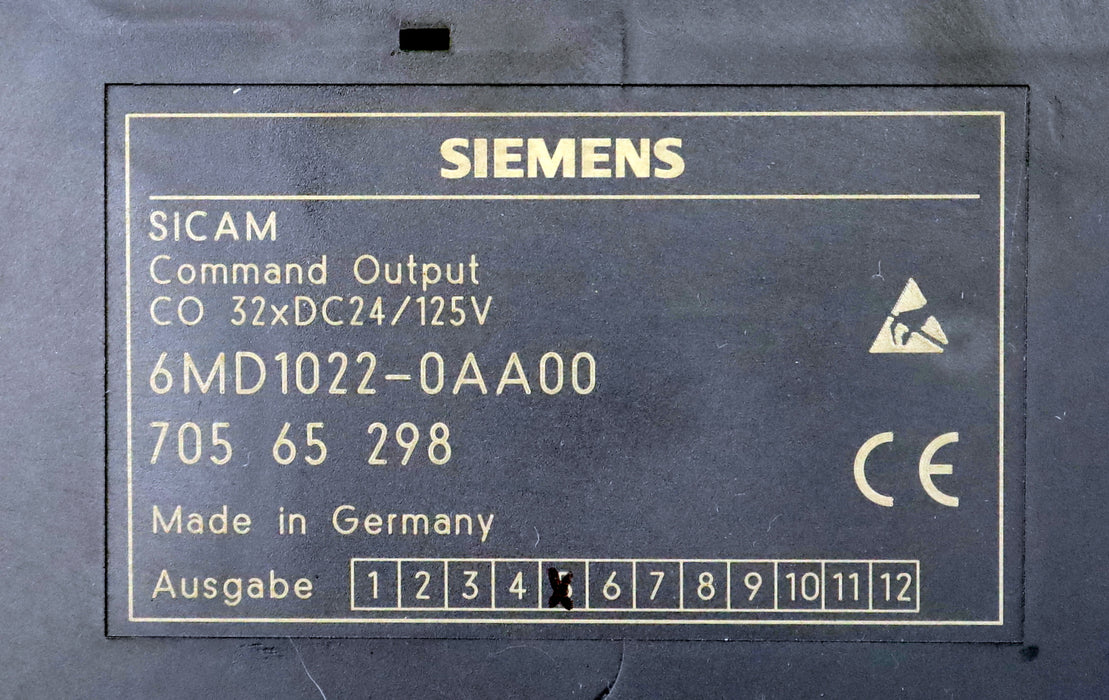 SIEMENS
SICAM
Command Output
CO 32xDC24/125V
6MD1022-0AA00
705 65 298
CE
Made in Germany
Ausgabe 1 2 3 4 5 6 7 8 9 10 11 12